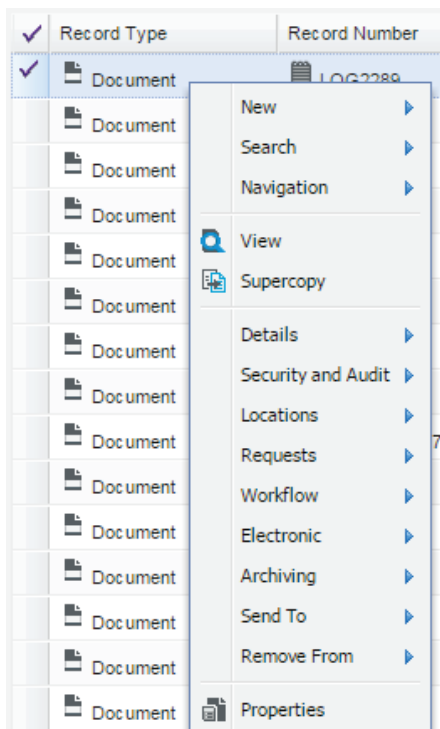 Record Type Record Number
Document LOG2289
Document
Document
Document
Document
Document
Document
Document
Document 7
Document
Document
Document
Document
Document
Document
New
Search
Navigation
View
Supercopy
Details
Security and Audit
Locations
Requests
Workflow
Electronic
Archiving
Send To
Remove From
Properties